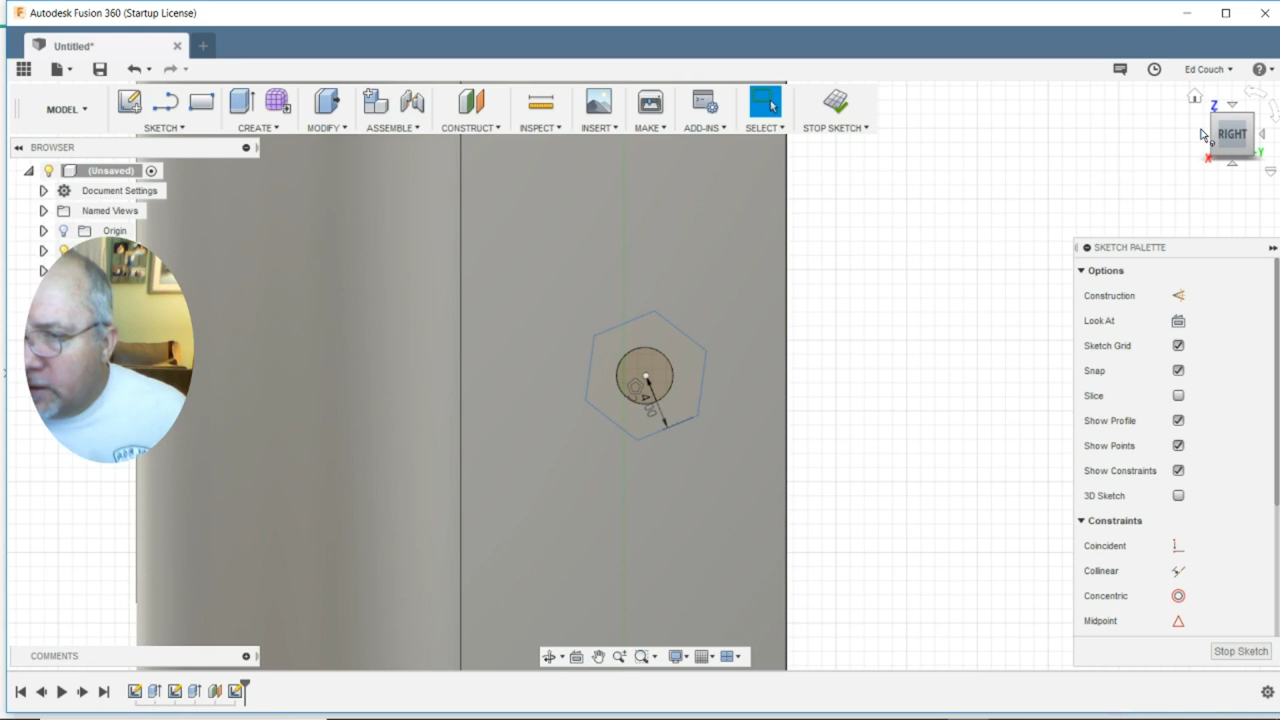 Autodesk Fusion 360 (Startup License)
Untitled*
Ed Couch
MODEL
SKETCH
CREATE
MODIFY
ASSEMBLE
CONSTRUCT
INSPECT
INSERT
MAKE
ADD-INS
SELECT
STOP SKETCH
BROWSER
(Unsaved)
Document Settings
Named Views
Origin
Z
RIGHT
X
Y
SKETCH PALETTE
Options
Construction
Look At
Sketch Grid
Snap
Slice
Show Profile
Show Points
Show Constraints
3D Sketch
Constraints
Coincident
Collinear
Concentric
Midpoint
Stop Sketch
4.00
COMMENTS